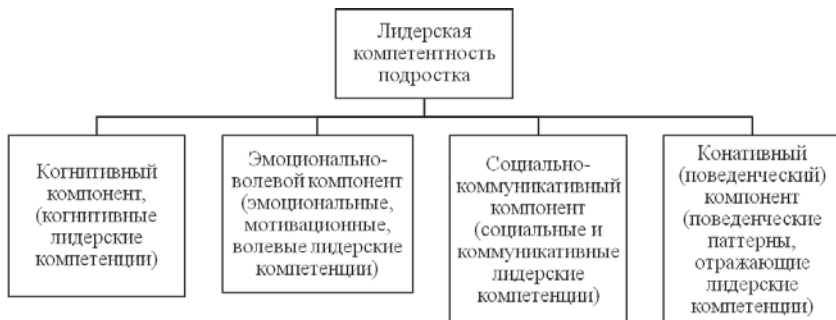 Лидерская
компетентность
подростка
Когнитивный
компонент,
(когнитивные
лидерские
компетенции)
Эмоционально-
волевой компонент
(эмоциональные,
мотивационные,
волевые лидерские
компетенции)
Социально-
коммуникативный
компонент
(социальные и
коммуникативные
лидерские
компетенции)
Конативный
(поведенческий)
компонент
(поведенческие
паттерны,
отражающие
лидерские
компетенции)